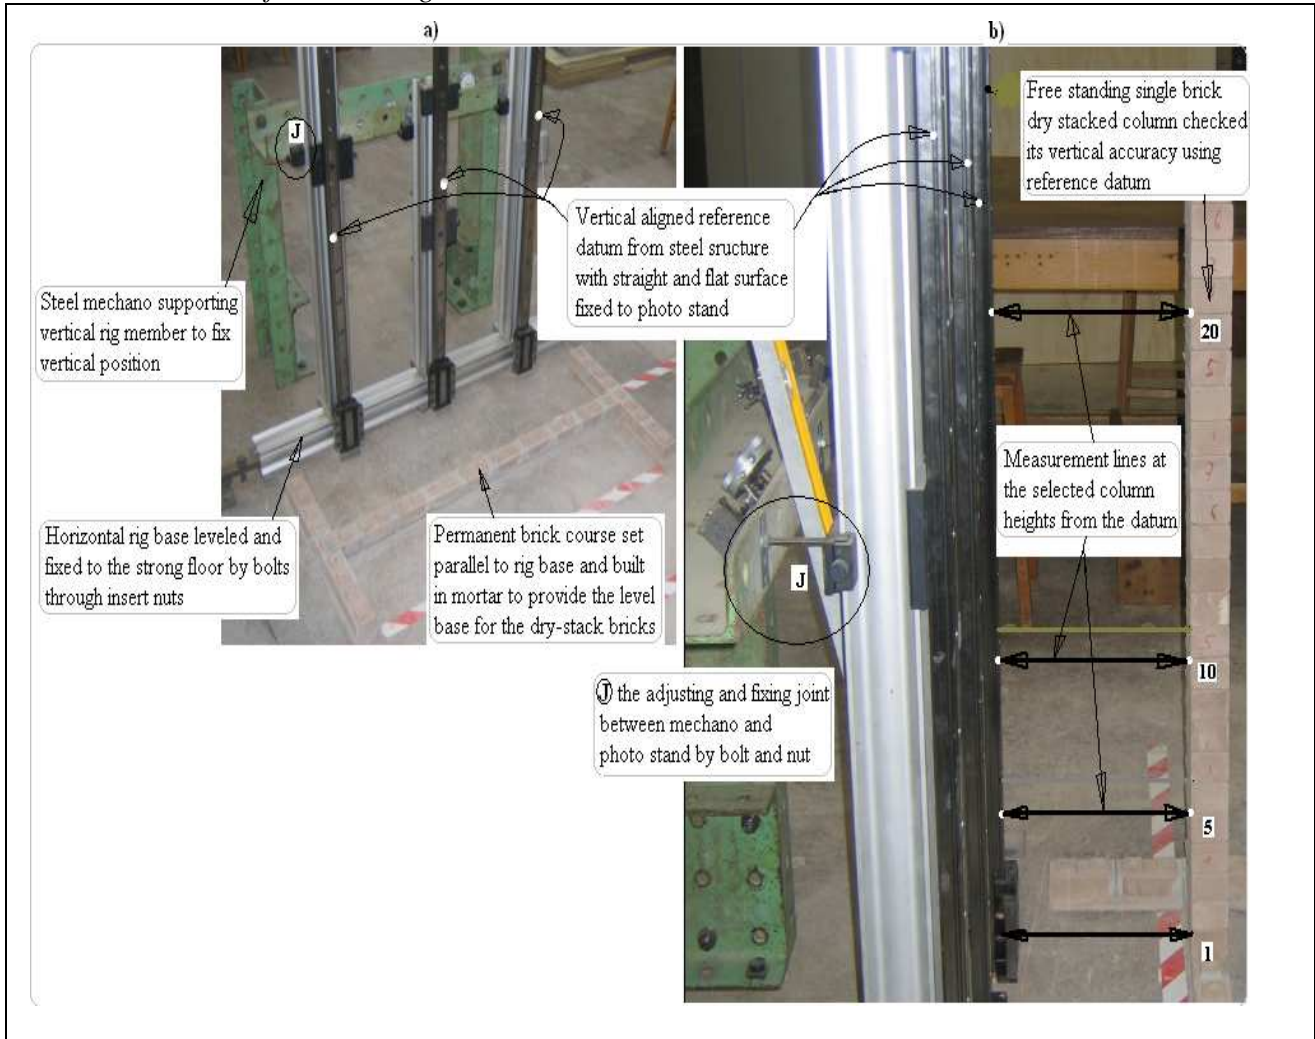 a)
b)
J
Free standing single brick
dry stacked column checked
its vertical accuracy using
reference datum
Vertical aligned reference
datum from steel sructure
with straight and flat surface
fixed to photo stand
Steel mechano supporting
vertical rig member to fix
vertical position
20
5
Measurement lines at
the selected column
heights from the datum
Horizontal rig base leveled and
fixed to the strong floor by bolts
through insert nuts
Permanent brick course set
parallel to rig base and built
in mortar to provide the level
base for the dry-stack bricks
J
10
J the adjusting and fixing joint
between mechano and
photo stand by bolt and nut
5
1